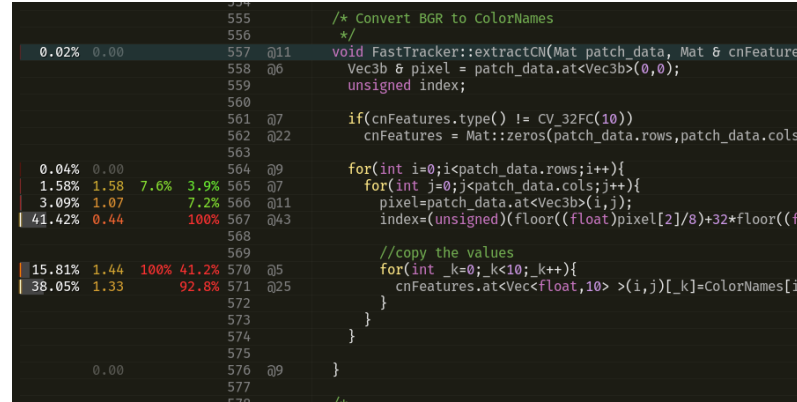 555 /* Convert BGR to ColorNames
556 */
0.02% 0.00 557 @11 void FastTracker::extractCN(Mat patch_data, Mat & cnFeature
558 @6 Vec3b & pixel = patch_data.at<Vec3b>(0,0);
559 unsigned index;
560
561 @7 if(cnFeatures.type() != CV_32FC(10))
562 @22 cnFeatures = Mat::zeros(patch_data.rows,patch_data.cols
563
0.04% 0.00 564 @9 for(int i=0;i<patch_data.rows;i++){
1.58% 1.58 7.6% 3.9% 565 @7 for(int j=0;j<patch_data.cols;j++){
3.09% 1.07 7.2% 566 @11 pixel=patch_data.at<Vec3b>(i,j);
41.42% 0.44 100% 567 @43 index=(unsigned)(floor((float)pixel[2]/8)+32*floor((f
568
569 //copy the values
15.81% 1.44 100% 41.2% 570 @5 for(int _k=0;_k<10;_k++){
38.05% 1.33 92.8% 571 @25 cnFeatures.at<Vec<float,10> >(i,j)[_k]=ColorNames[i
572 }
573 }
574 }
575
0.00 576 @9 }
577